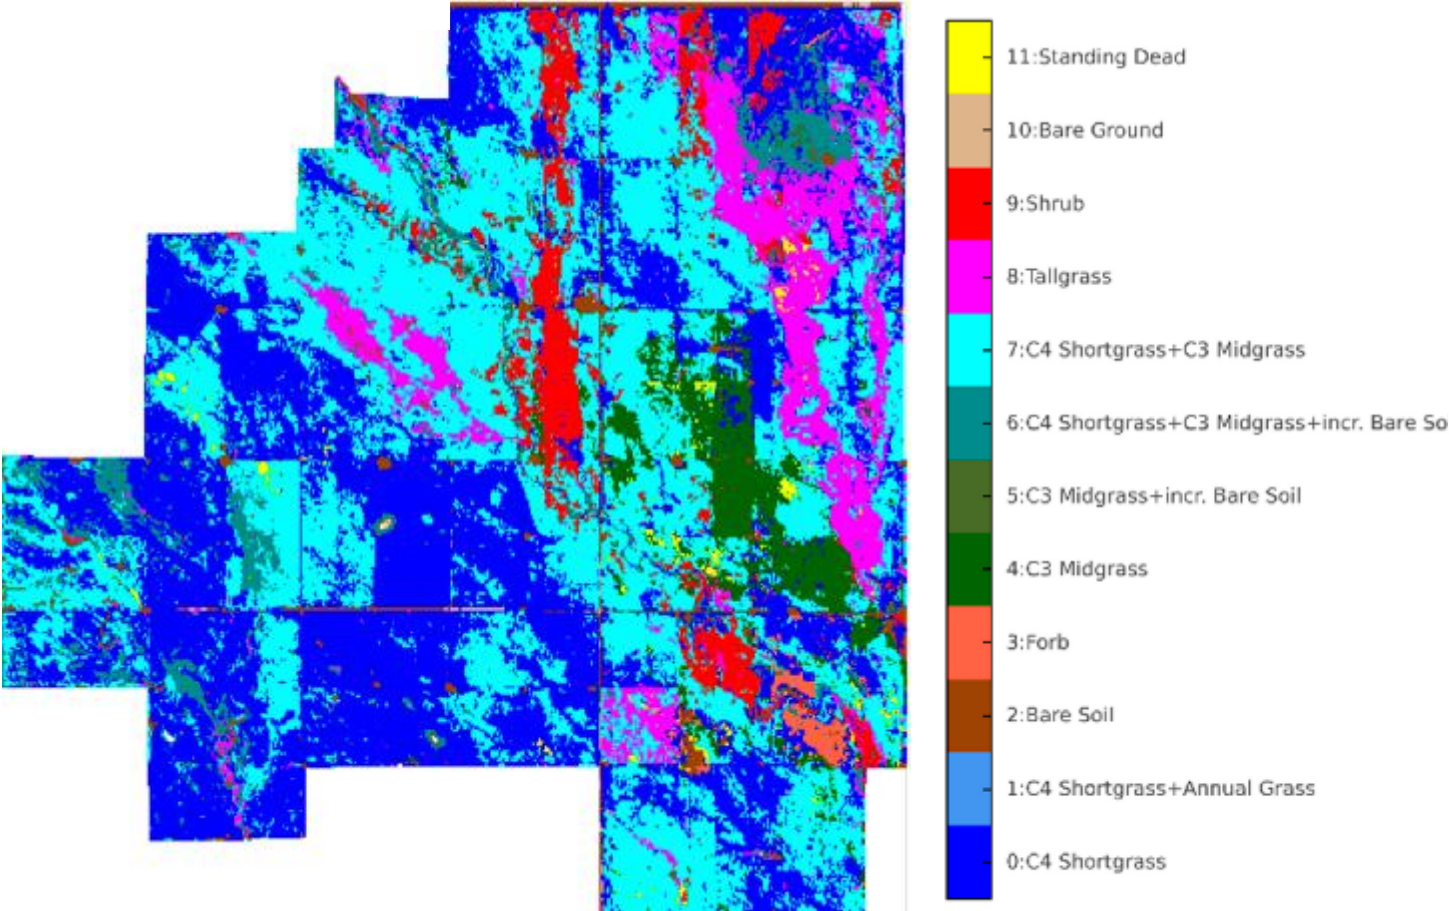 11:Standing Dead
10:Bare Ground
9:Shrub
8:Tallgrass
7:C4 Shortgrass+C3 Midgrass
6:C4 Shortgrass+C3 Midgrass+incr. Bare So
5:C3 Midgrass+incr. Bare Soil
4:C3 Midgrass
3:Forb
2:Bare Soil
1:C4 Shortgrass+Annual Grass
0:C4 Shortgrass